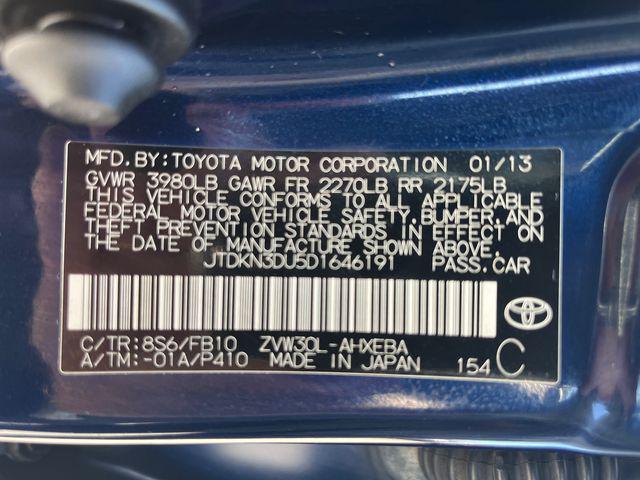 MFD.BY:TOYOTA MOTOR CORPORATION 01/13
GVWR 3980LB GAWR FR 2270LB RR 2175LB
THIS VEHICLE CONFORMS TO ALL APPLICABLE
FEDERAL MOTOR VEHICLE SAFETY,BUMPER,AND
THEFT PREVENTION STANDARDS IN EFFECT ON
THE DATE OF MANUFACTURE SHOWN ABOVE.
JTDKN3DU5D1646191 PASS.CAR
C/TR:8S6/FB10 ZVW30L-AHXEBA
A/TM:-01A/P410 MADE IN JAPAN 154 C